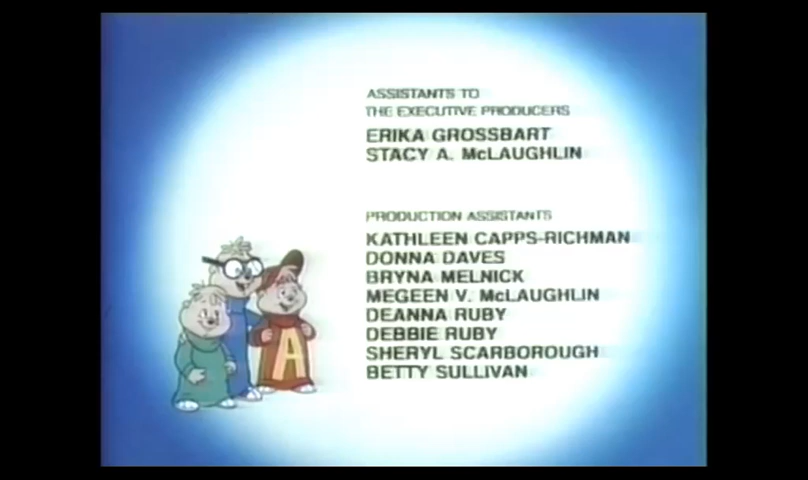 ASSISTANTS TO
THE EXECUTIVE PRODUCERS
ERIKA GROSSBART
STACY A. McLAUGHLIN
PRODUCTION ASSISTANTS
KATHLEEN CAPPS-RICHMAN
DONNA DAVES
BRYNA MELNICK
MEGEEN V. McLAUGHLIN
DEANNA RUBY
DEBBIE RUBY
SHERYL SCARBOROUGH
BETTY SULLIVAN
A